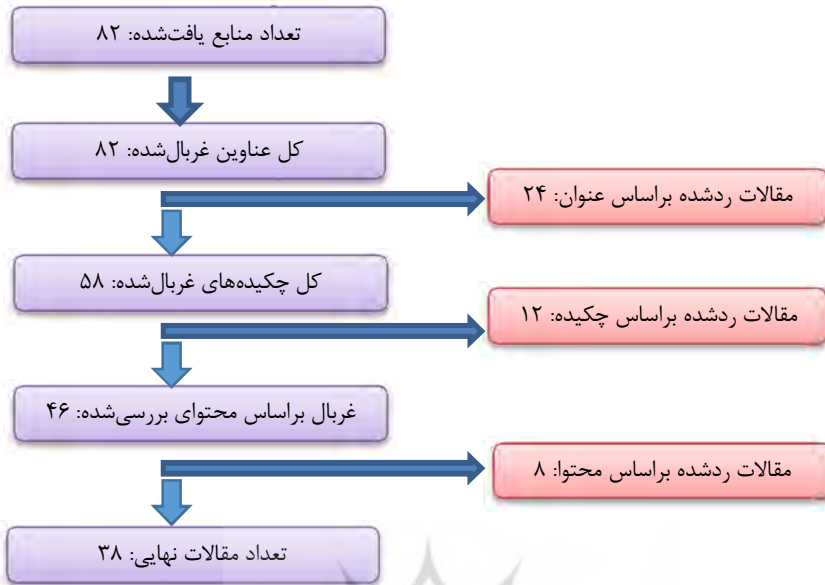 تعداد منابع یافت‌شده: ۸۲
کل عناوین غربال‌شده: ۸۲
مقالات ردشده براساس عنوان: ۲۴
کل چکیده‌های غربال‌شده: ۵۸
مقالات ردشده براساس چکیده: ۱۲
غربال براساس محتوای بررسی‌شده: ۴۶
مقالات ردشده براساس محتوا: ۸
تعداد مقالات نهایی: ۳۸